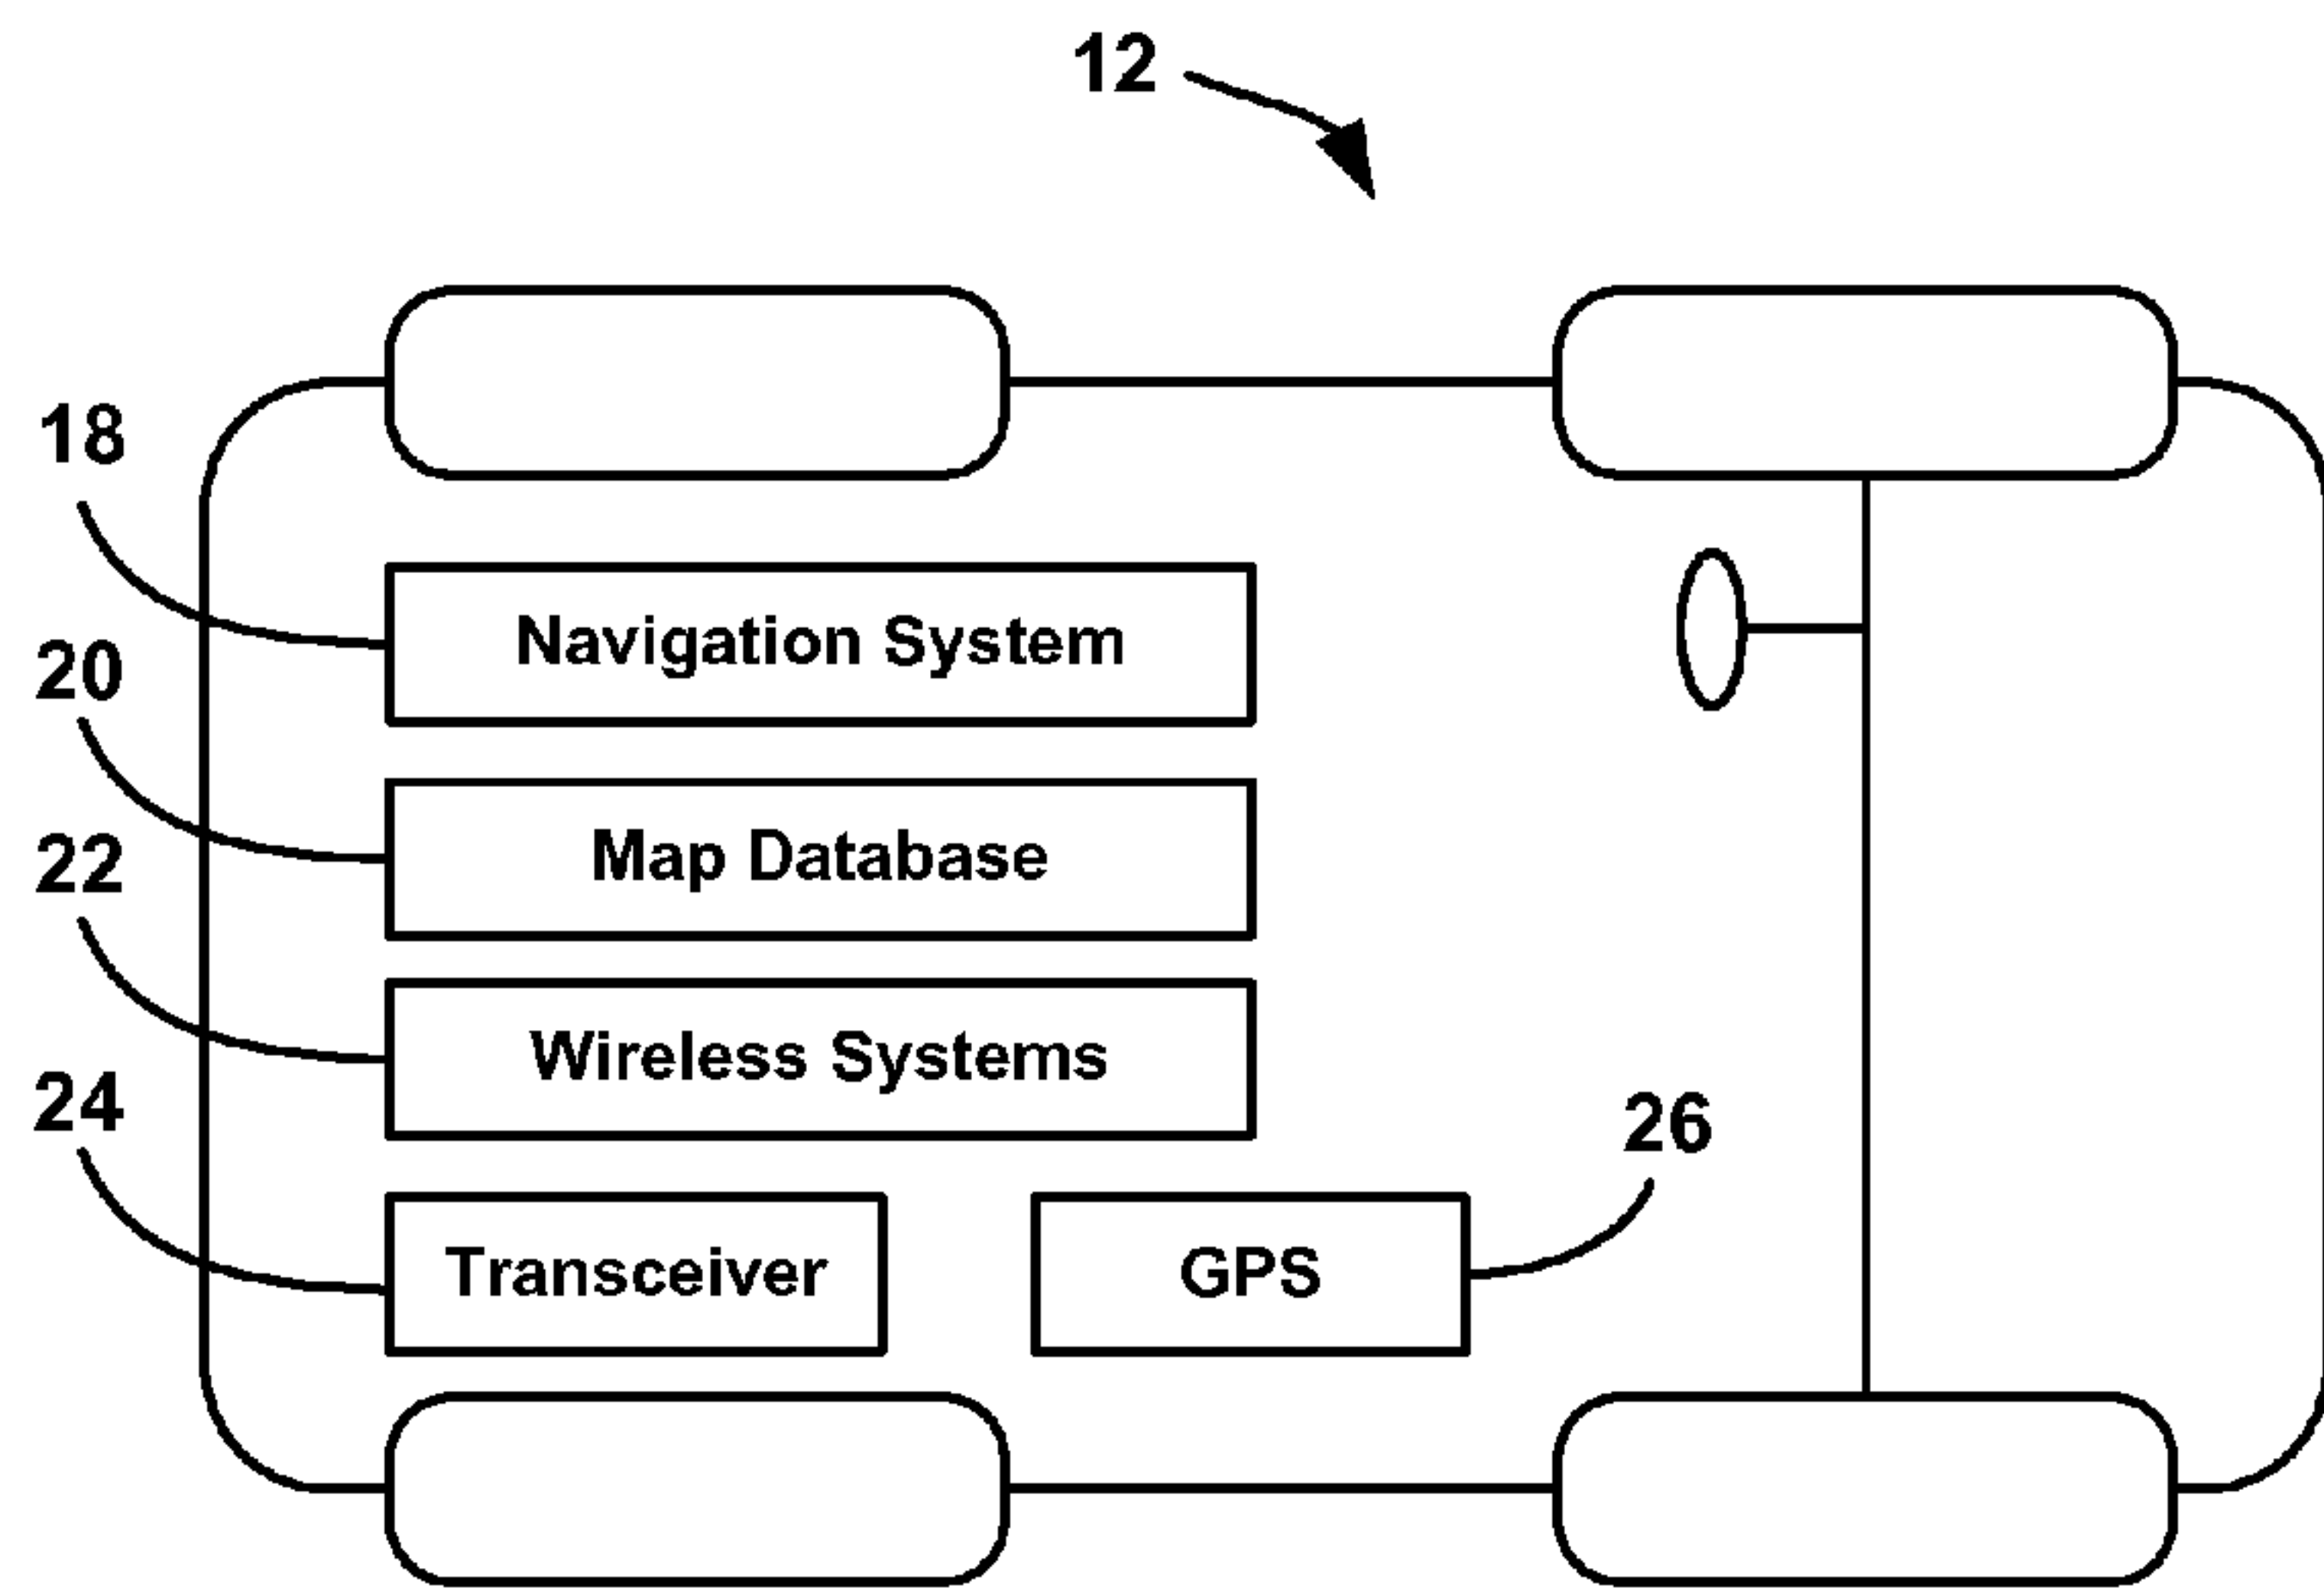 12
18
Navigation System
20
Map Database
22
Wireless Systems
24
26
Transceiver
GPS